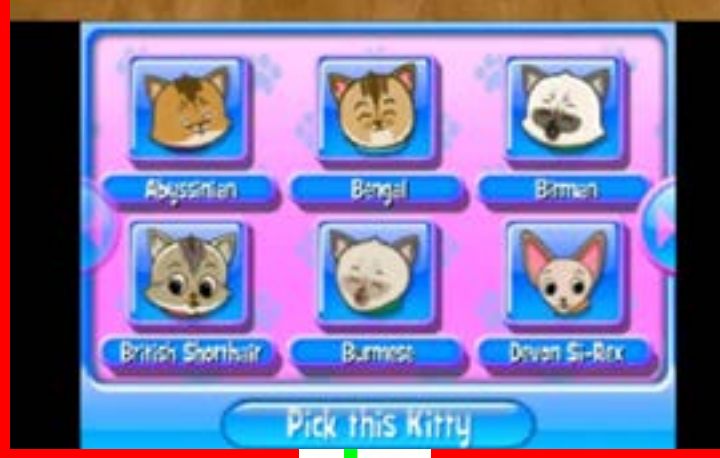 Abyssinian
Bengal
Birman
British Shorthair
Burmese
Devon Si-Rex
Pick this Kitty